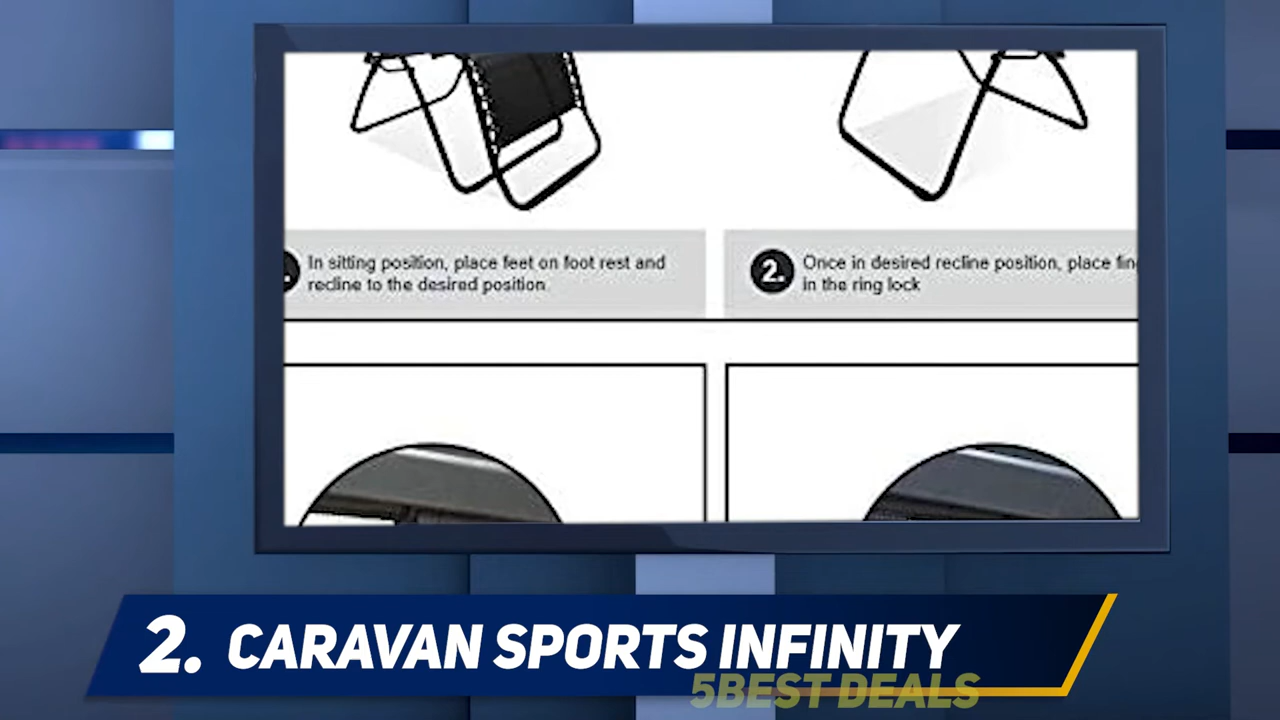 In sitting position, place feet on foot rest and
recline to the desired position
2. Once in desired recline position, place
in the ring lock
2. CARAVAN SPORTS INFINITY
5BEST DEALS